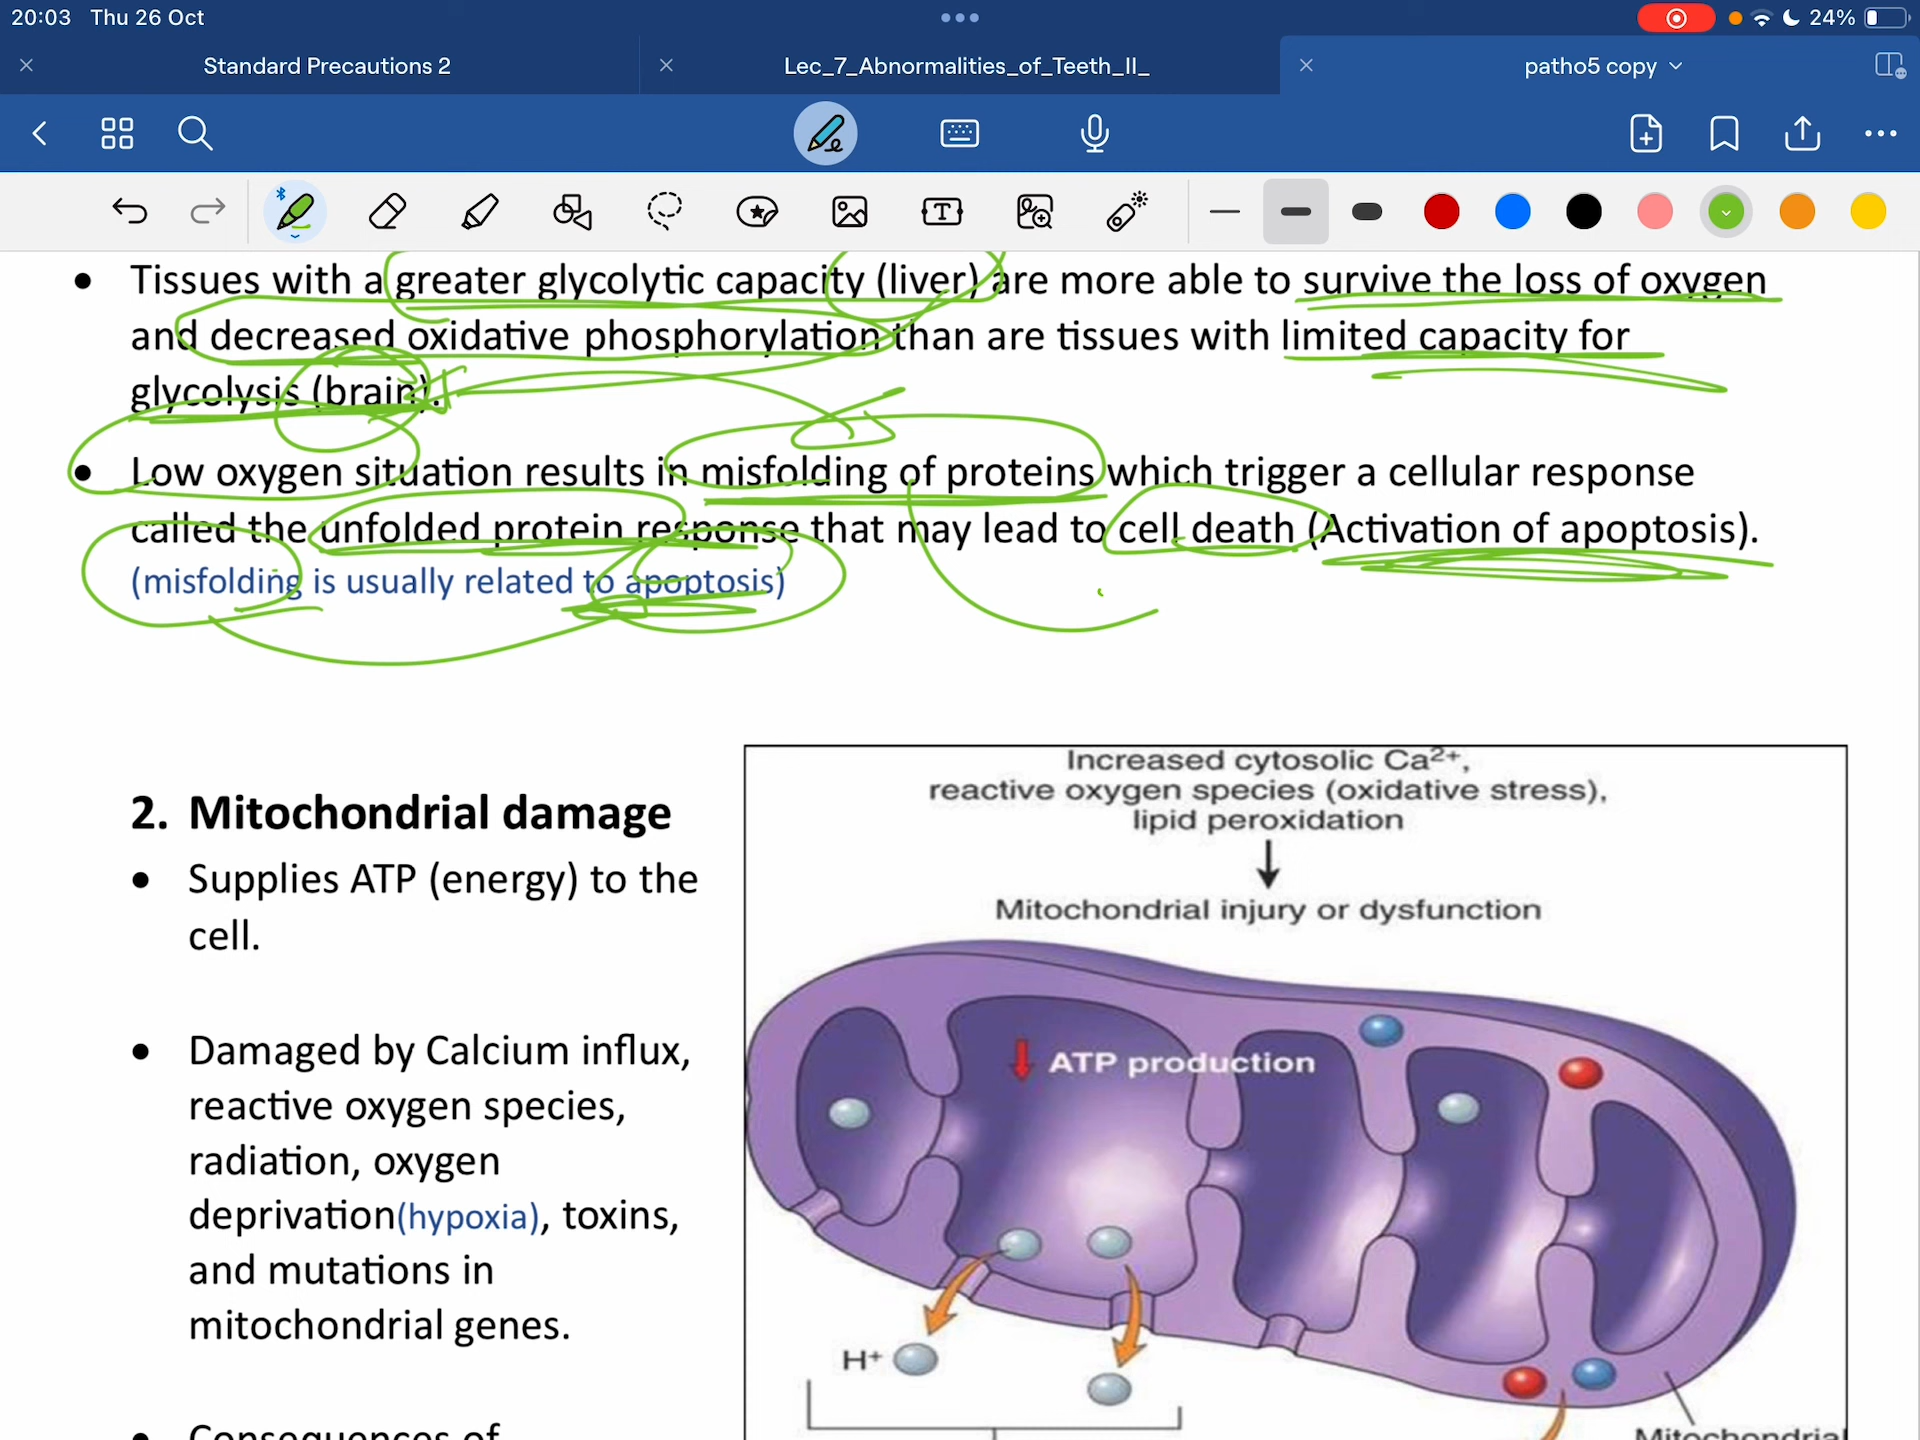 20:03 Thu 26 Oct
24%
Standard Precautions 2
Lec_7_Abnormalities_of_Teeth_II_
patho5 copy
• Tissues with a greater glycolytic capacity (liver) are more able to survive the loss of oxygen
and decreased oxidative phosphorylation than are tissues with limited capacity for
glycolysis (brain).
• Low oxygen situation results in misfolding of proteins which trigger a cellular response
called the unfolded protein response that may lead to cell death (Activation of apoptosis).
(misfolding is usually related to apoptosis)
2. Mitochondrial damage
• Supplies ATP (energy) to the
cell.
• Damaged by Calcium influx,
reactive oxygen species,
radiation, oxygen
deprivation(hypoxia), toxins,
and mutations in
mitochondrial genes.
• Consequences of
Increased cytosolic Ca²⁺,
reactive oxygen species (oxidative stress),
lipid peroxidation
Mitochondrial injury or dysfunction
ATP production
H⁺
Mitochondrial